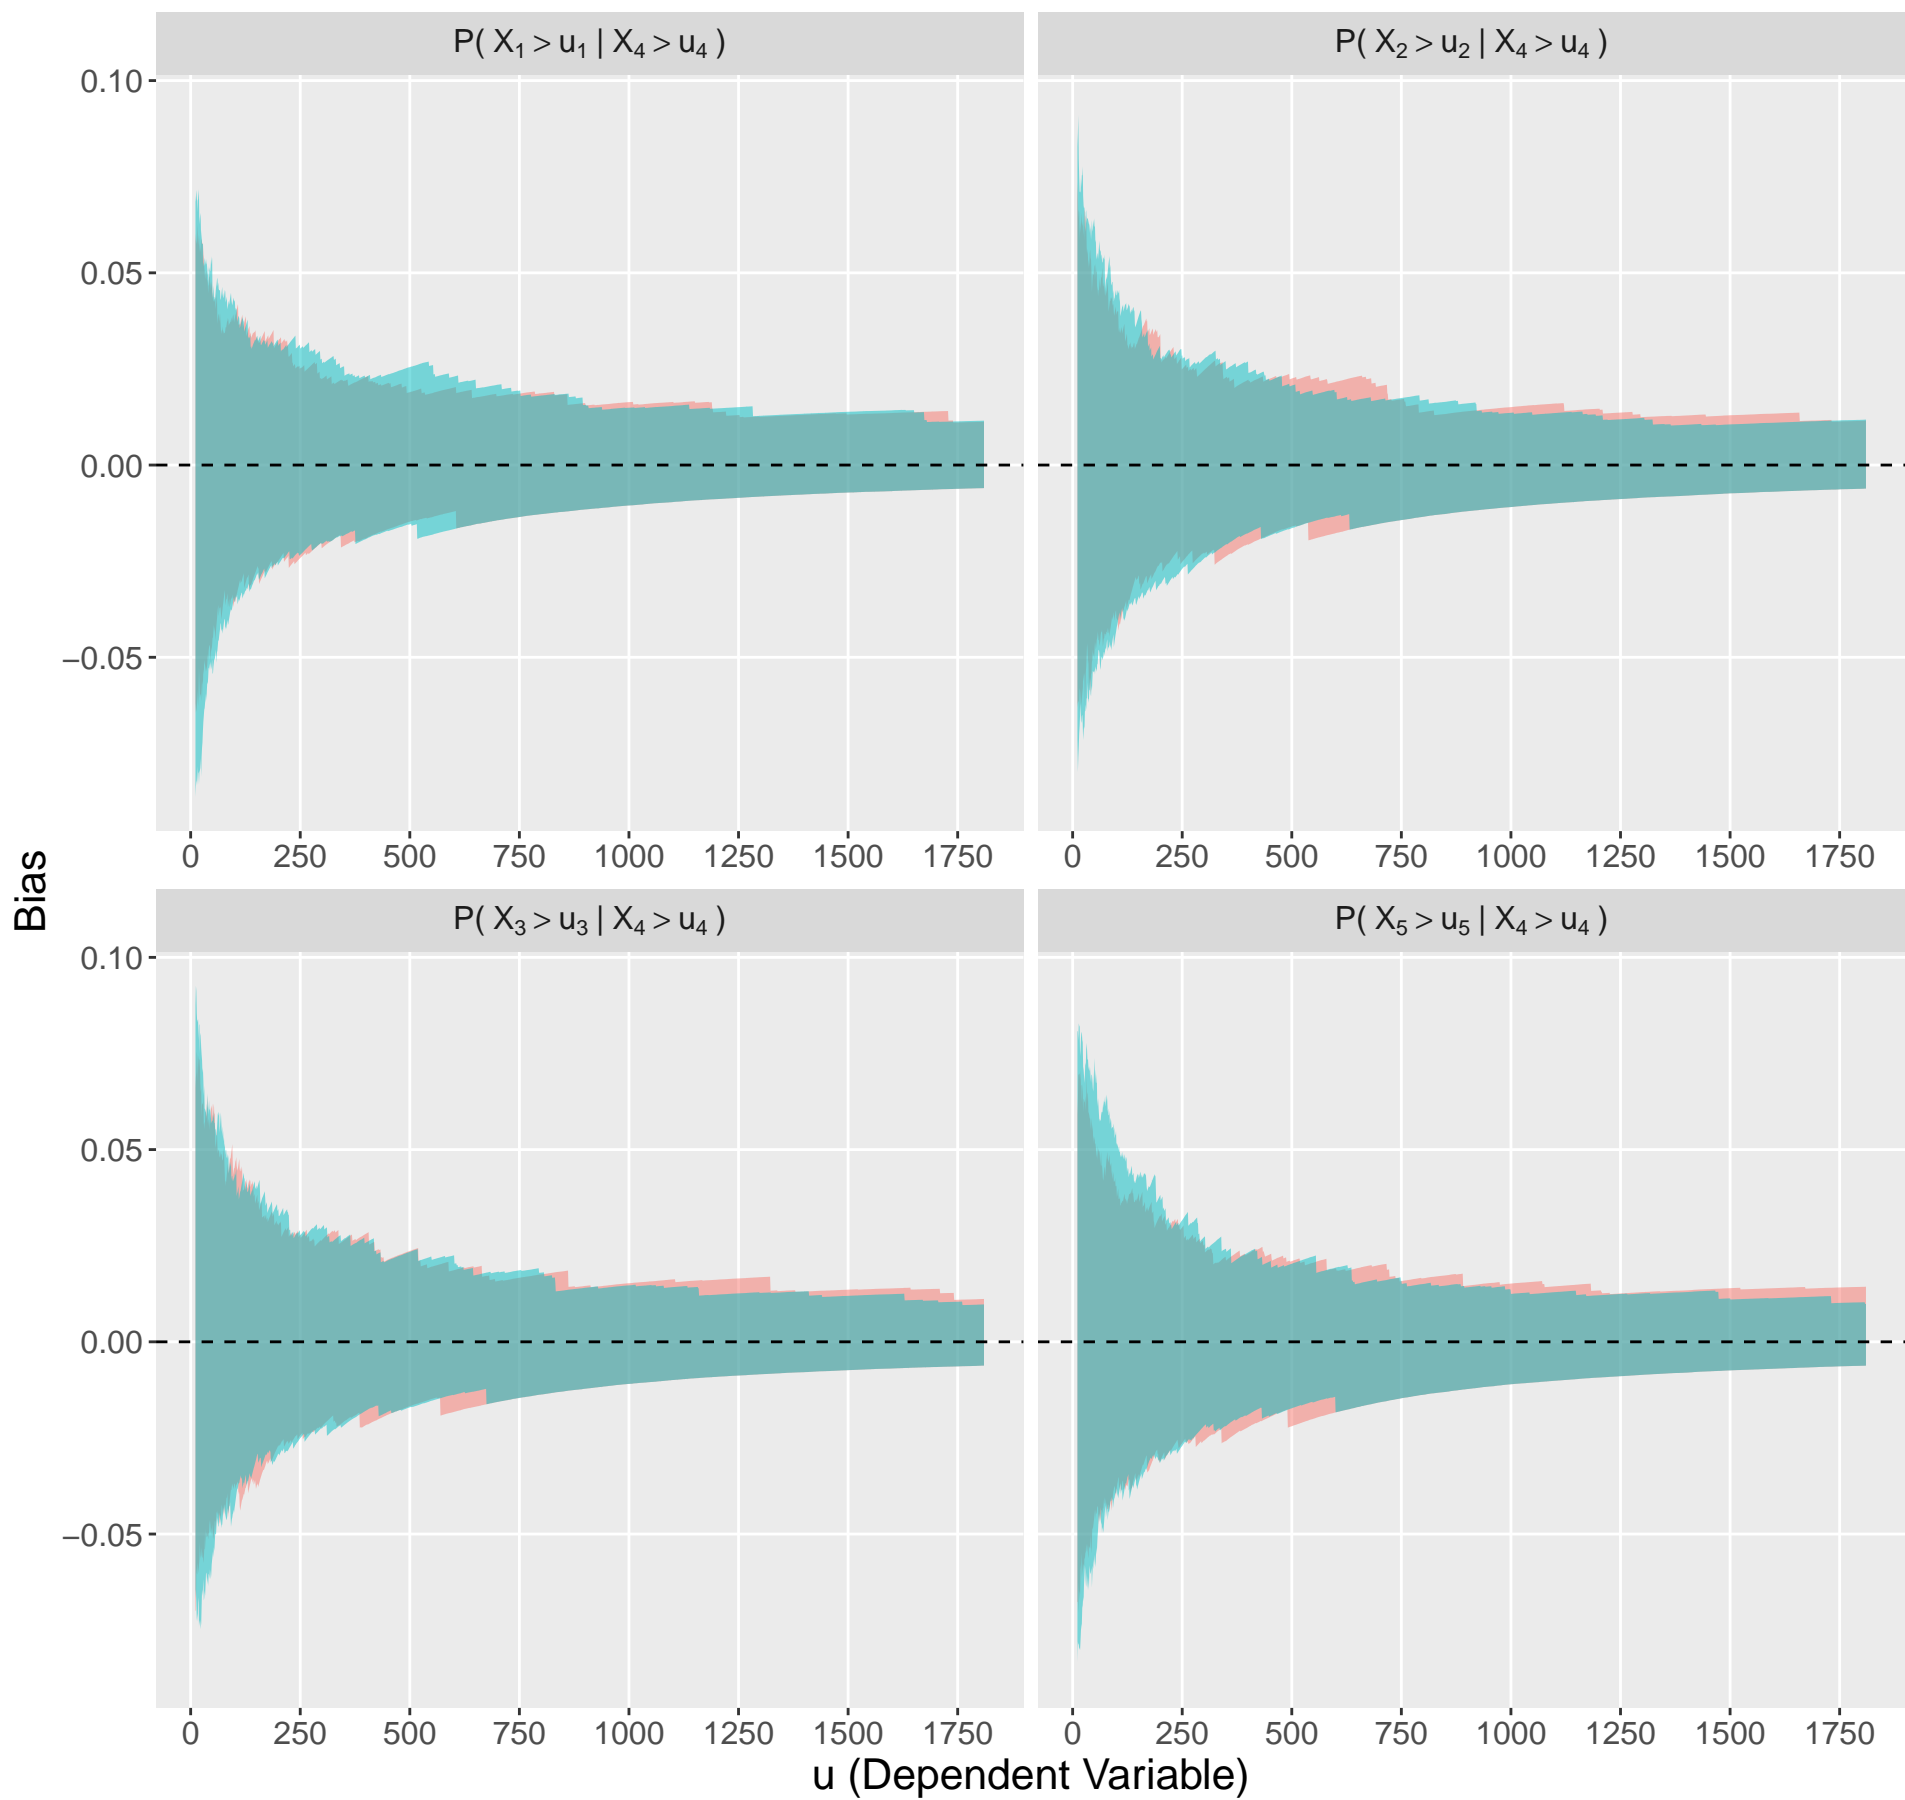 P( X₁ > u₁ | X₄ > u₄ )
P( X₂ > u₂ | X₄ > u₄ )
0.10
0.05
0.00
−0.05
0 250 500 750 1000 1250 1500 1750
0 250 500 750 1000 1250 1500 1750
Bias
P( X₃ > u₃ | X₄ > u₄ )
P( X₅ > u₅ | X₄ > u₄ )
0.10
0.05
0.00
−0.05
0 250 500 750 1000 1250 1500 1750
0 250 500 750 1000 1250 1500 1750
u (Dependent Variable)